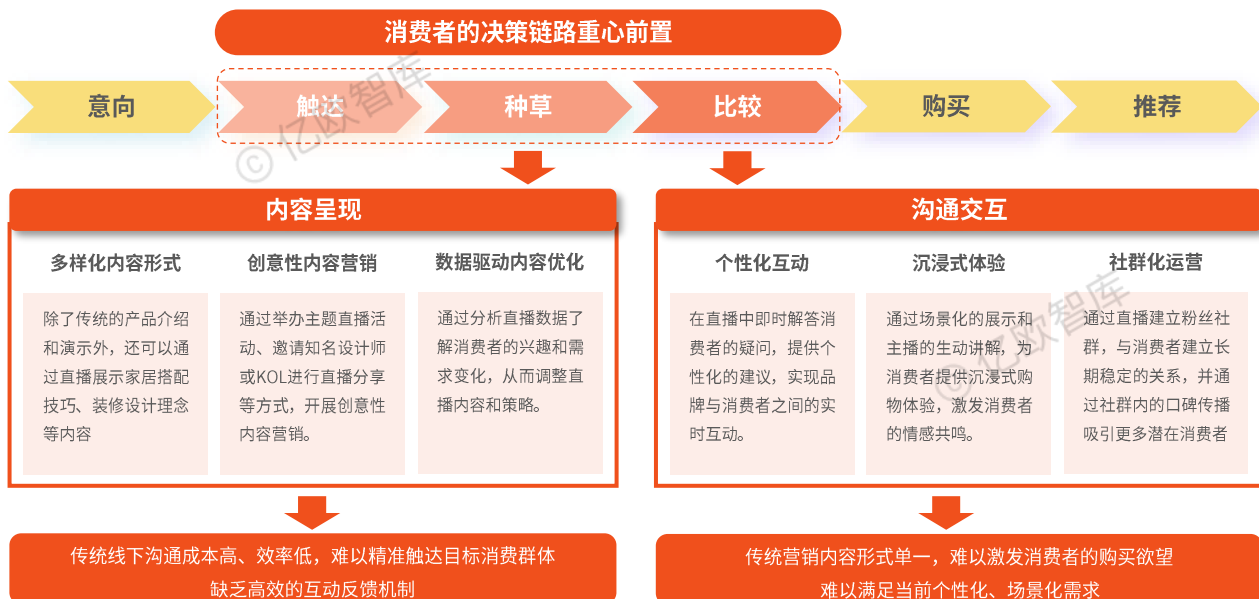 消费者的决策链路重心前置
意向
触达
种草
比较
购买
推荐
© 亿欧智库
内容呈现
多样化内容形式
除了传统的产品介绍
和演示外，还可以通
过直播展示家居搭配
技巧、装修设计理念
等内容
创意性内容营销
通过举办主题直播活
动、邀请知名设计师
或KOL进行直播分享
等方式，开展创意性
内容营销。
数据驱动内容优化
通过分析直播数据了
解消费者的兴趣和需
求变化，从而调整直
播内容和策略。
传统线下沟通成本高、效率低，难以精准触达目标消费群体
缺乏高效的互动反馈机制
沟通交互
个性化互动
在直播中即时解答消
费者的疑问，提供个
性化的建议，实现品
牌与消费者之间的实
时互动。
沉浸式体验
通过场景化的展示和
主播的生动讲解，为
消费者提供沉浸式购
物体验，激发消费者
的情感共鸣。
社群化运营
通过直播建立粉丝社
群，与消费者建立长
期稳定的关系，并通
过社群内的口碑传播
吸引更多潜在消费者
© 亿欧智库
传统营销内容形式单一，难以激发消费者的购买欲望
难以满足当前个性化、场景化需求